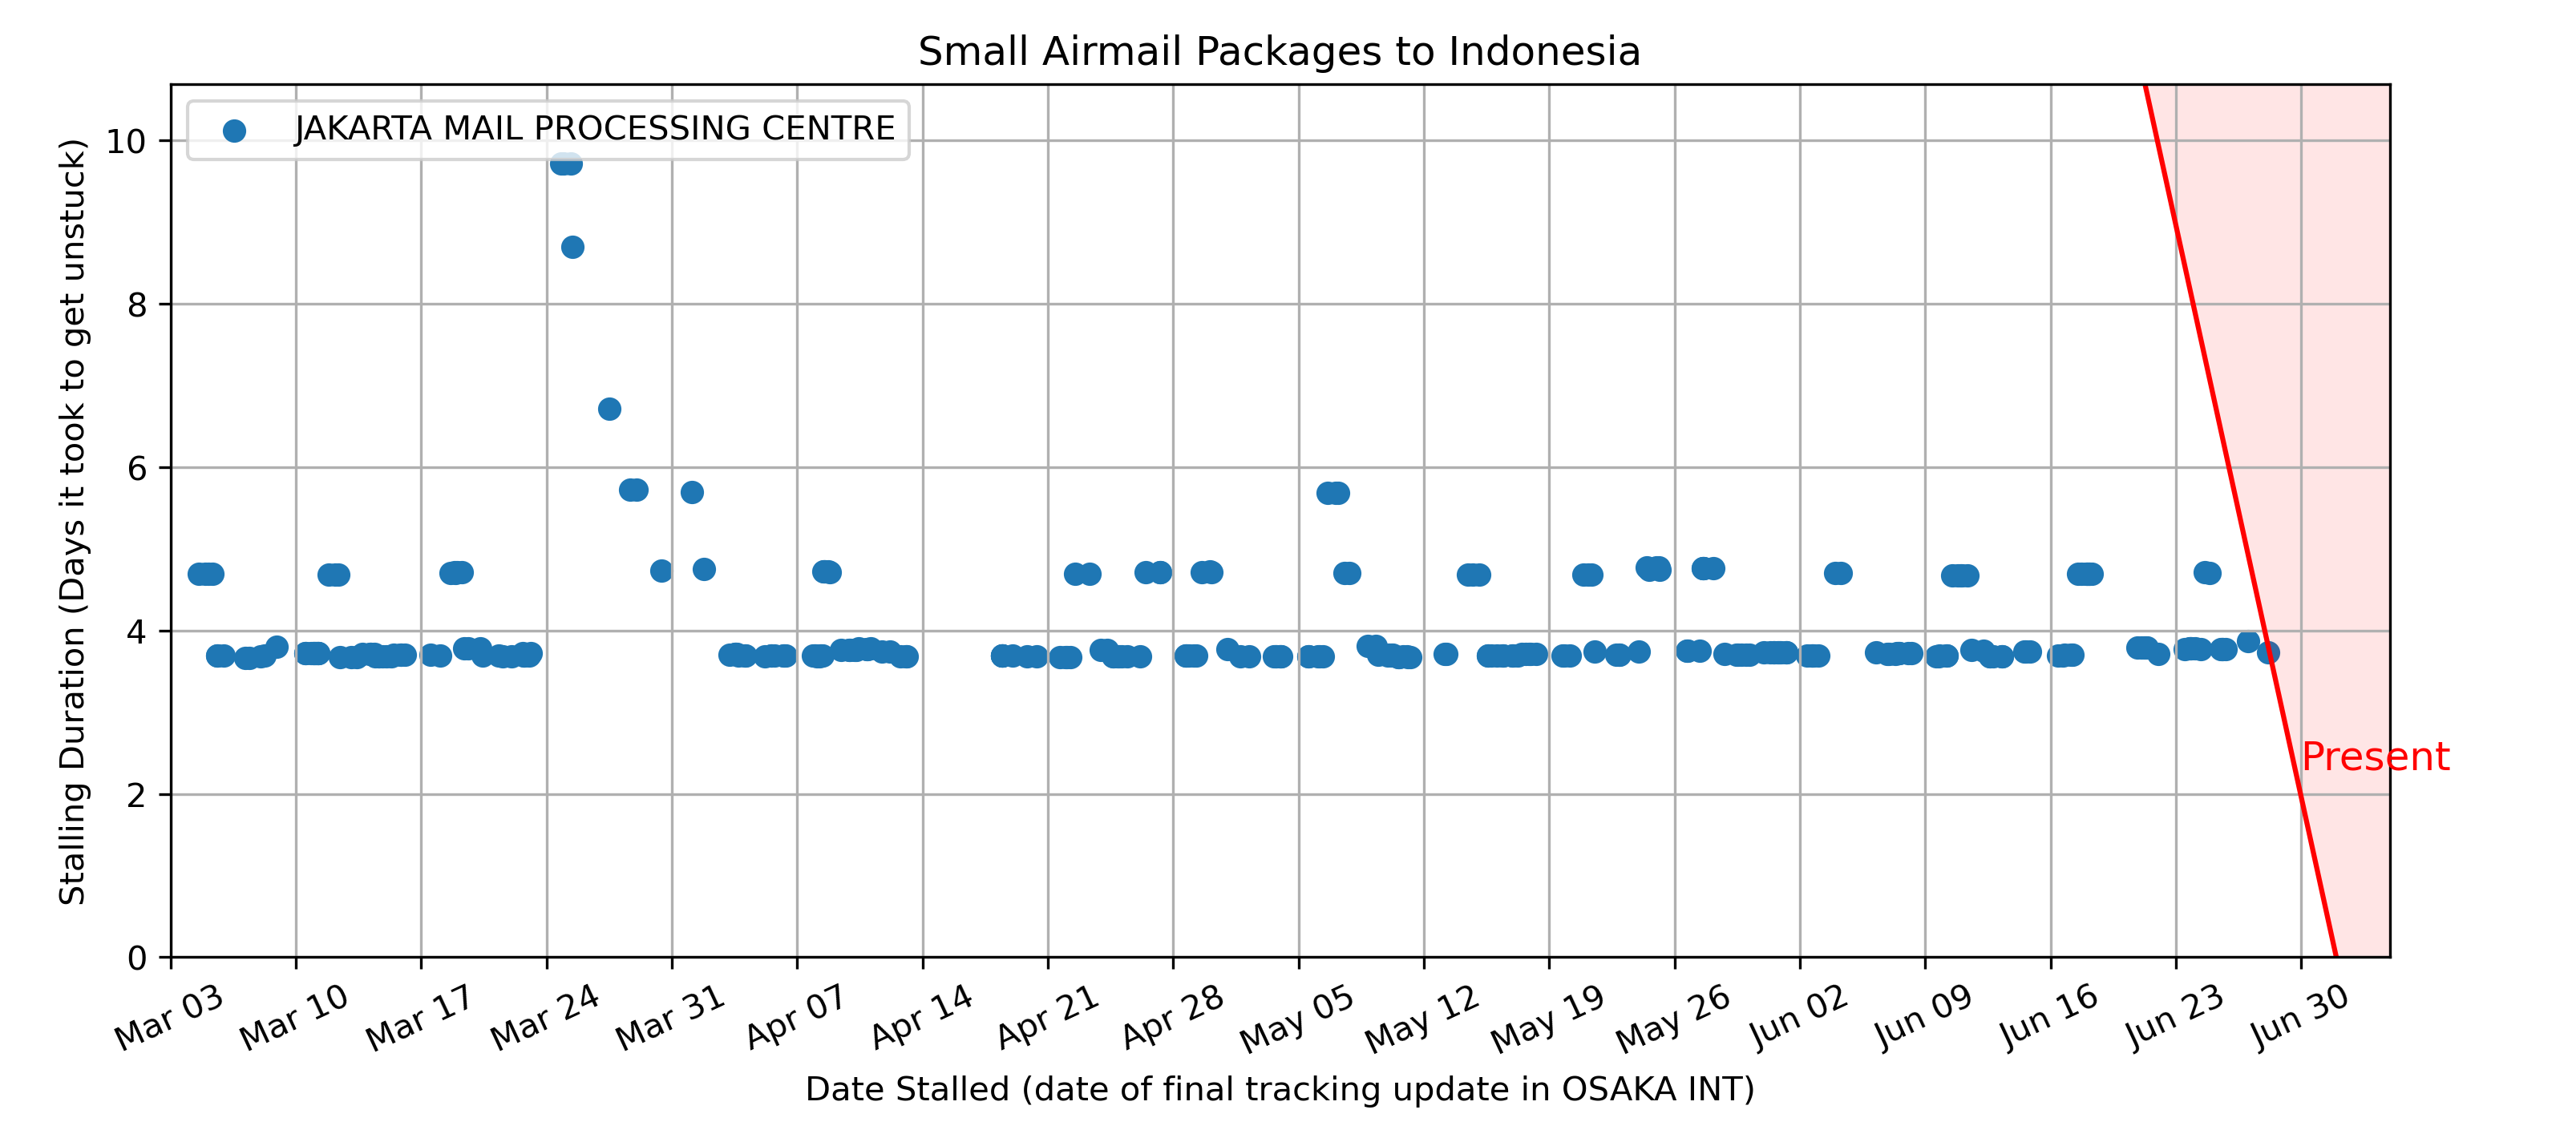 Small Airmail Packages to Indonesia
JAKARTA MAIL PROCESSING CENTRE
Stalling Duration (Days it took to get unstuck)
10
8
6
4
2
0
Present
Mar 03
Mar 10
Mar 17
Mar 24
Mar 31
Apr 07
Apr 14
Apr 21
Apr 28
May 05
May 12
May 19
May 26
Jun 02
Jun 09
Jun 16
Jun 23
Jun 30
Date Stalled (date of final tracking update in OSAKA INT)